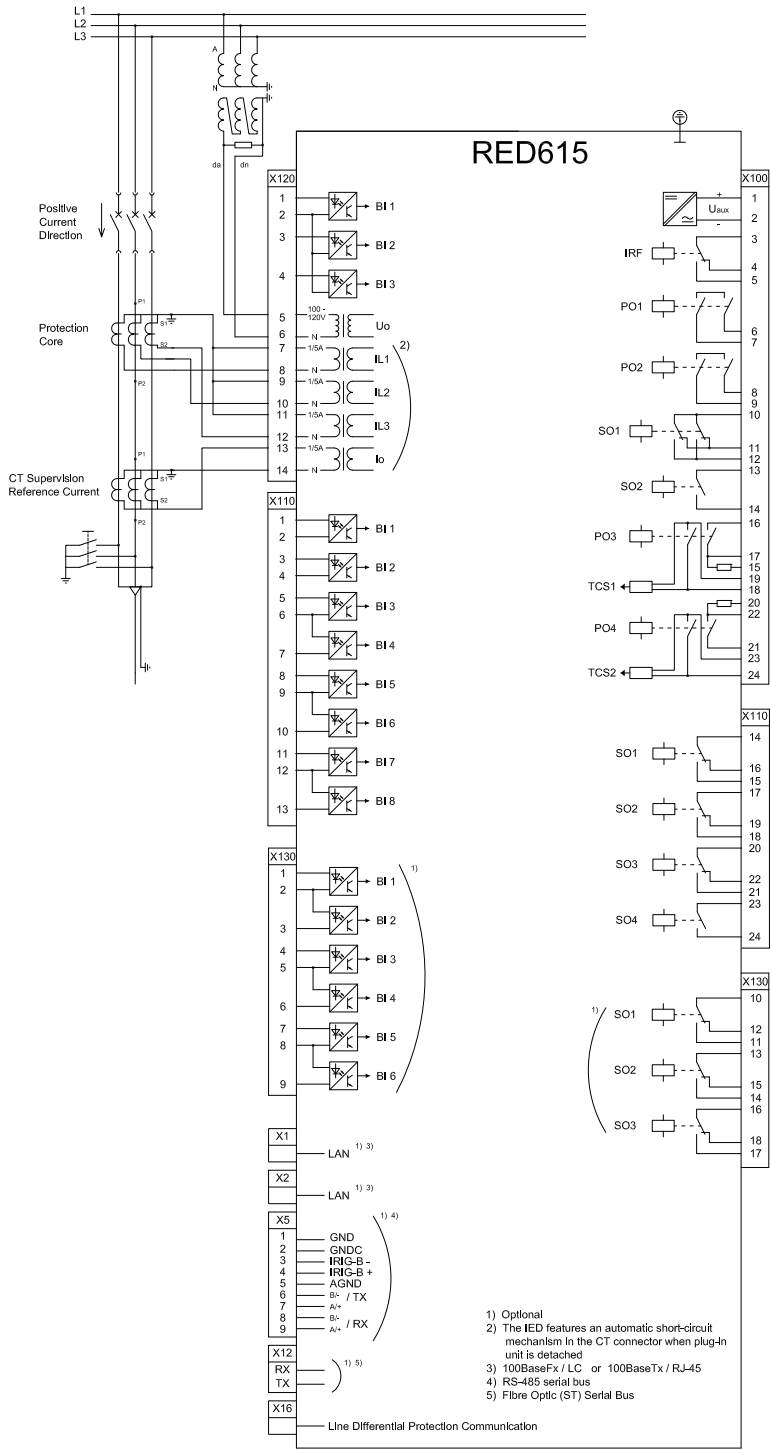 L1
L2
L3
A
N
da
dn
RED615
Positive
Current
Direction
P1
Protection
Core
S1
S2
P2
P1
CT Supervision
Reference Current
S1
S2
P2
X120
1
2
BI 1
3
BI 2
4
BI 3
5
100 -
120V
Uo
6
N
7
1/5A
IL1
2)
8
N
9
1/5A
IL2
10
N
11
1/5A
IL3
12
N
13
1/5A
Io
14
N
X110
1
BI 1
2
3
BI 2
4
5
BI 3
6
BI 4
7
8
BI 5
9
BI 6
10
11
BI 7
12
BI 8
13
X130
1
BI 1
1)
2
BI 2
3
4
BI 3
5
BI 4
6
7
BI 5
8
BI 6
9
X1
LAN 1) 3)
X2
LAN 1) 3)
X5
1) 4)
1 GND
2 GNDC
3 IRIG-B -
4 IRIG-B +
5 AGND
6 B/- / TX
7 A/+
8 B/- / RX
9 A/+
X12
RX
1) 5)
TX
X16
Line Differential Protection Communication
X100
+
1
Uaux
2
-
3
IRF
4
5
PO1
6
7
PO2
8
9
10
SO1
11
12
13
SO2
14
16
PO3
17
15
19
TCS1
18
20
22
PO4
21
23
TCS2
24
X110
14
SO1
16
15
17
SO2
19
18
20
SO3
22
21
23
SO4
24
X130
10
1)
SO1
12
11
13
SO2
15
14
16
SO3
18
17
1) Optional
2) The IED features an automatic short-circuit
mechanism in the CT connector when plug-in
unit is detached
3) 100BaseFx / LC or 100BaseTx / RJ-45
4) RS-485 serial bus
5) Fibre Optic (ST) Serial Bus